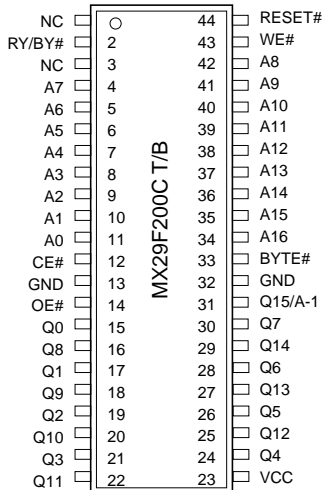 NC 44 RESET#
RY/BY# 2 43 WE#
NC 3 42 A8
A7 4 41 A9
A6 5 40 A10
A5 6 39 A11
A4 7 38 A12
A3 8 37 A13
A2 9 36 A14
A1 10 35 A15
A0 11 34 A16
CE# 12 33 BYTE#
GND 13 32 GND
OE# 14 31 Q15/A-1
Q0 15 30 Q7
Q8 16 29 Q14
Q1 17 28 Q6
Q9 18 27 Q13
Q2 19 26 Q5
Q10 20 25 Q12
Q3 21 24 Q4
Q11 22 23 VCC
MX29F200C T/B